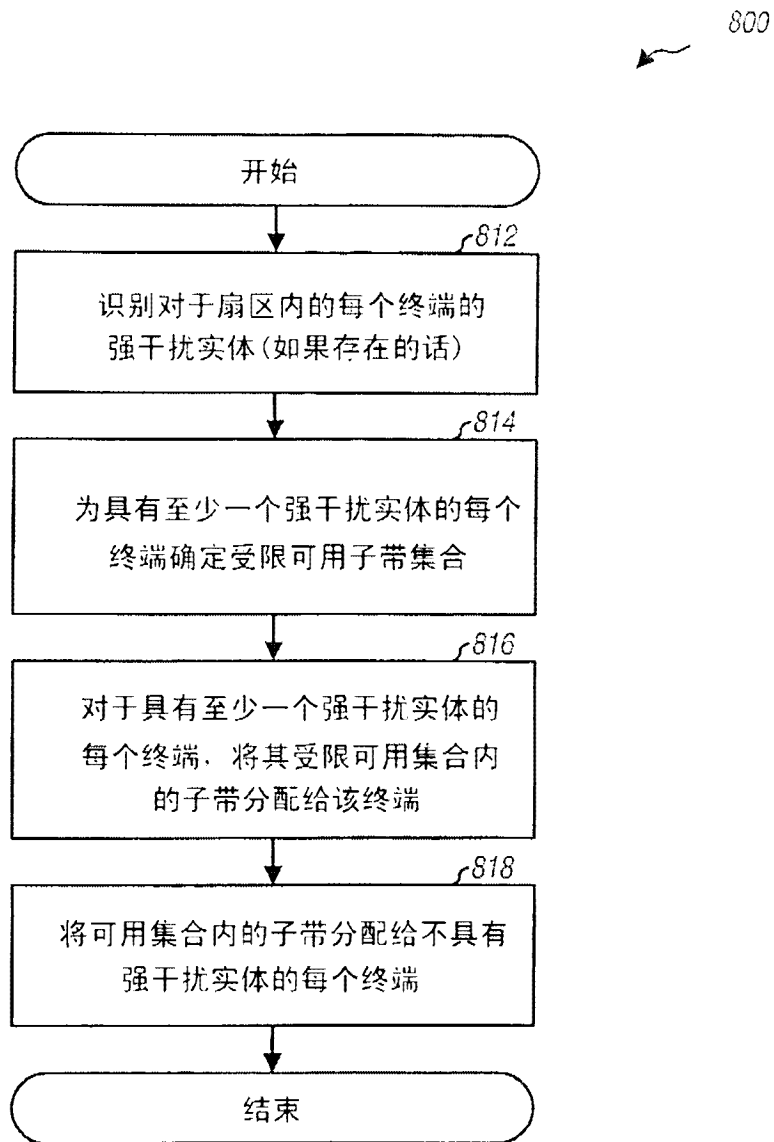 800
开始
812
识别对于扇区内的每个终端的
强干扰实体(如果存在的话)
814
为具有至少一个强干扰实体的每个
终端确定受限可用子带集合
816
对于具有至少一个强干扰实体的
每个终端，将其受限可用集合内
的子带分配给该终端
818
将可用集合内的子带分配给不具有
强干扰实体的每个终端
结束